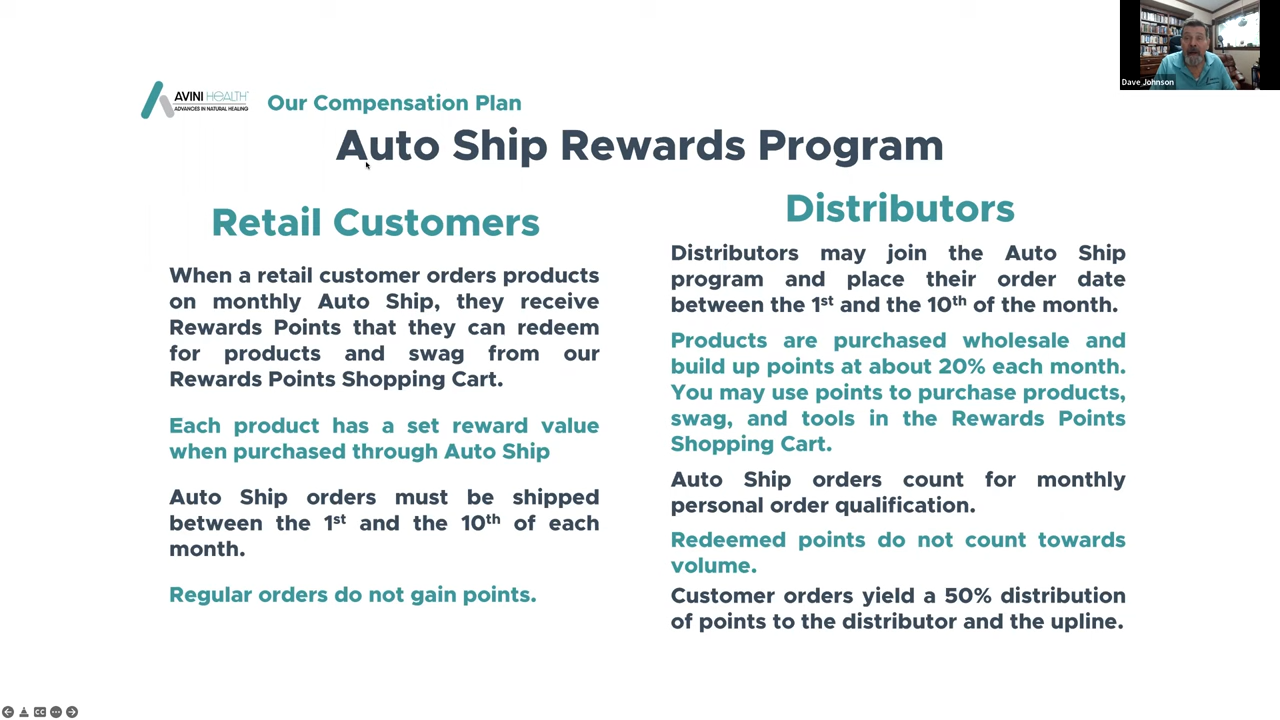 Dave Johnson
AVINI HEALTH
ADVANCES IN NATURAL HEALING
Our Compensation Plan
Auto Ship Rewards Program
Retail Customers
When a retail customer orders products
on monthly Auto Ship, they receive
Rewards Points that they can redeem
for products and swag from our
Rewards Points Shopping Cart.
Each product has a set reward value
when purchased through Auto Ship
Auto Ship orders must be shipped
between the 1st and the 10th of each
month.
Regular orders do not gain points.
Distributors
Distributors may join the Auto Ship
program and place their order date
between the 1st and the 10th of the month.
Products are purchased wholesale and
build up points at about 20% each month.
You may use points to purchase products,
swag, and tools in the Rewards Points
Shopping Cart.
Auto Ship orders count for monthly
personal order qualification.
Redeemed points do not count towards
volume.
Customer orders yield a 50% distribution
of points to the distributor and the upline.
CC